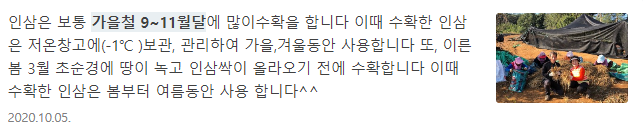 인삼은 보통 가을철 9~11월달에 많이수확을 합니다 이때 수확한 인삼
은 저온창고에(-1℃ )보관, 관리하여 가을,겨울동안 사용합니다 또, 이른
봄 3월 초순경에 땅이 녹고 인삼싹이 올라오기 전에 수확합니다 이때
수확한 인삼은 봄부터 여름동안 사용 합니다^^
2020.10.05.